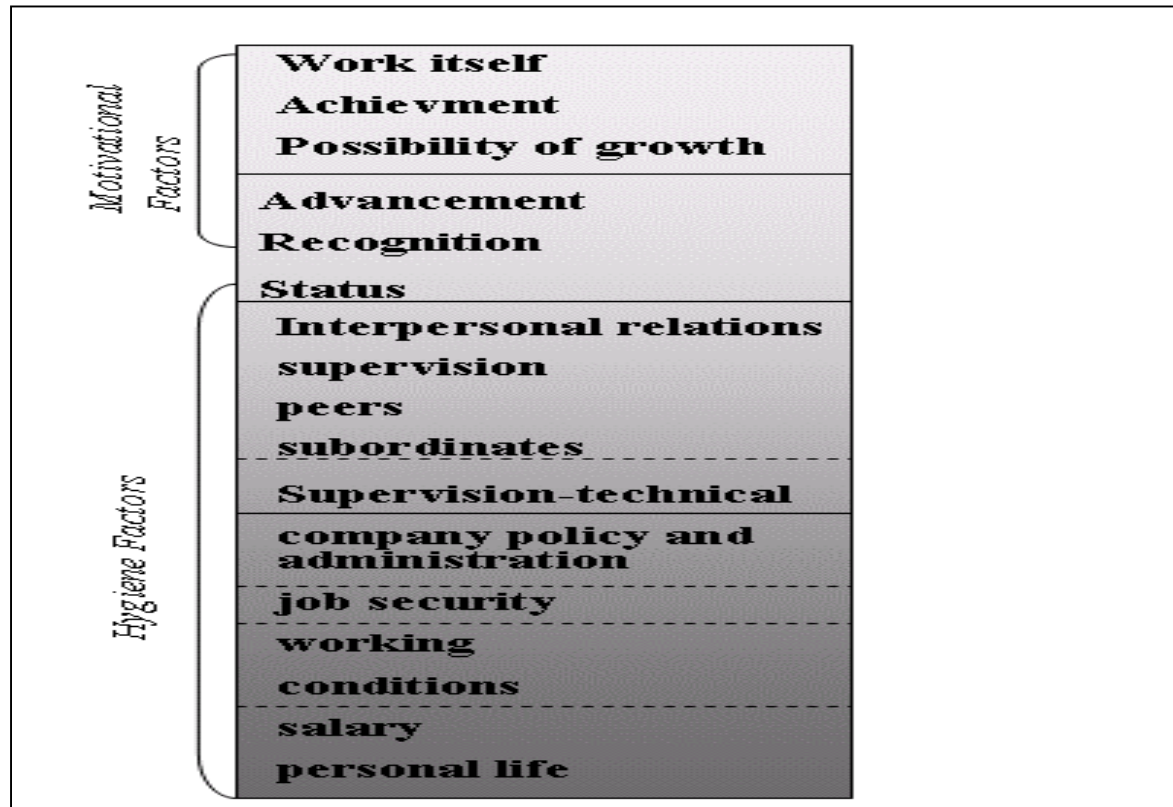 Motivational
Factors
Work itself
Achievment
Possibility of growth
Advancement
Recognition
Status
Hygiene Factors
Interpersonal relations
supervision
peers
subordinates
Supervision-technical
company policy and
administration
job security
working
conditions
salary
personal life